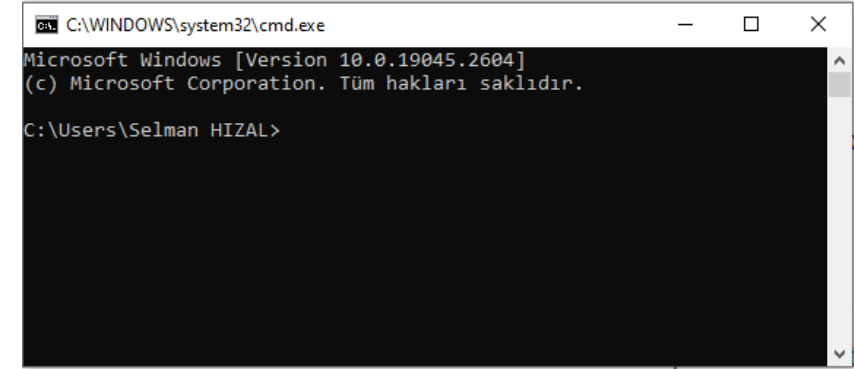 C:\WINDOWS\system32\cmd.exe
Microsoft Windows [Version 10.0.19045.2604]
(c) Microsoft Corporation. Tüm hakları saklıdır.
C:\Users\Selman HIZAL>